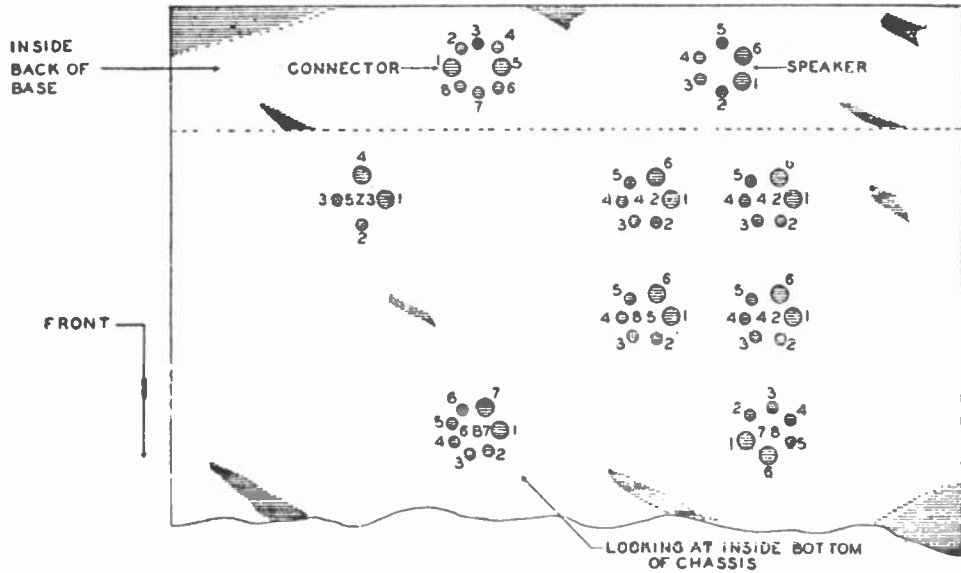 INSIDE
BACK OF
BASE
CONNECTOR
1 2 3 4 5 6 7 8
SPEAKER
5 6 4 3 1 2
4
3 5Z3 1
2
5 6
4 42 1
3 2
5 6
4 42 1
3 2
FRONT
5 6
4 85 1
3 2
5 6
4 42 1
3 2
6 7
5 6B7 1
4
3 2
3
2 4
1 78 5
6
LOOKING AT INSIDE BOTTOM
OF CHASSIS